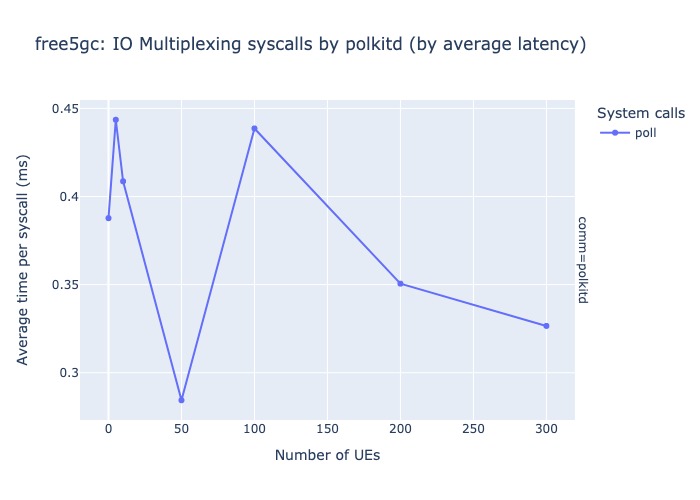 free5gc: IO Multiplexing syscalls by polkitd (by average latency)
System calls
poll
Average time per syscall (ms)
0.45
0.4
0.35
0.3
comm=polkitd
0 50 100 150 200 250 300
Number of UEs